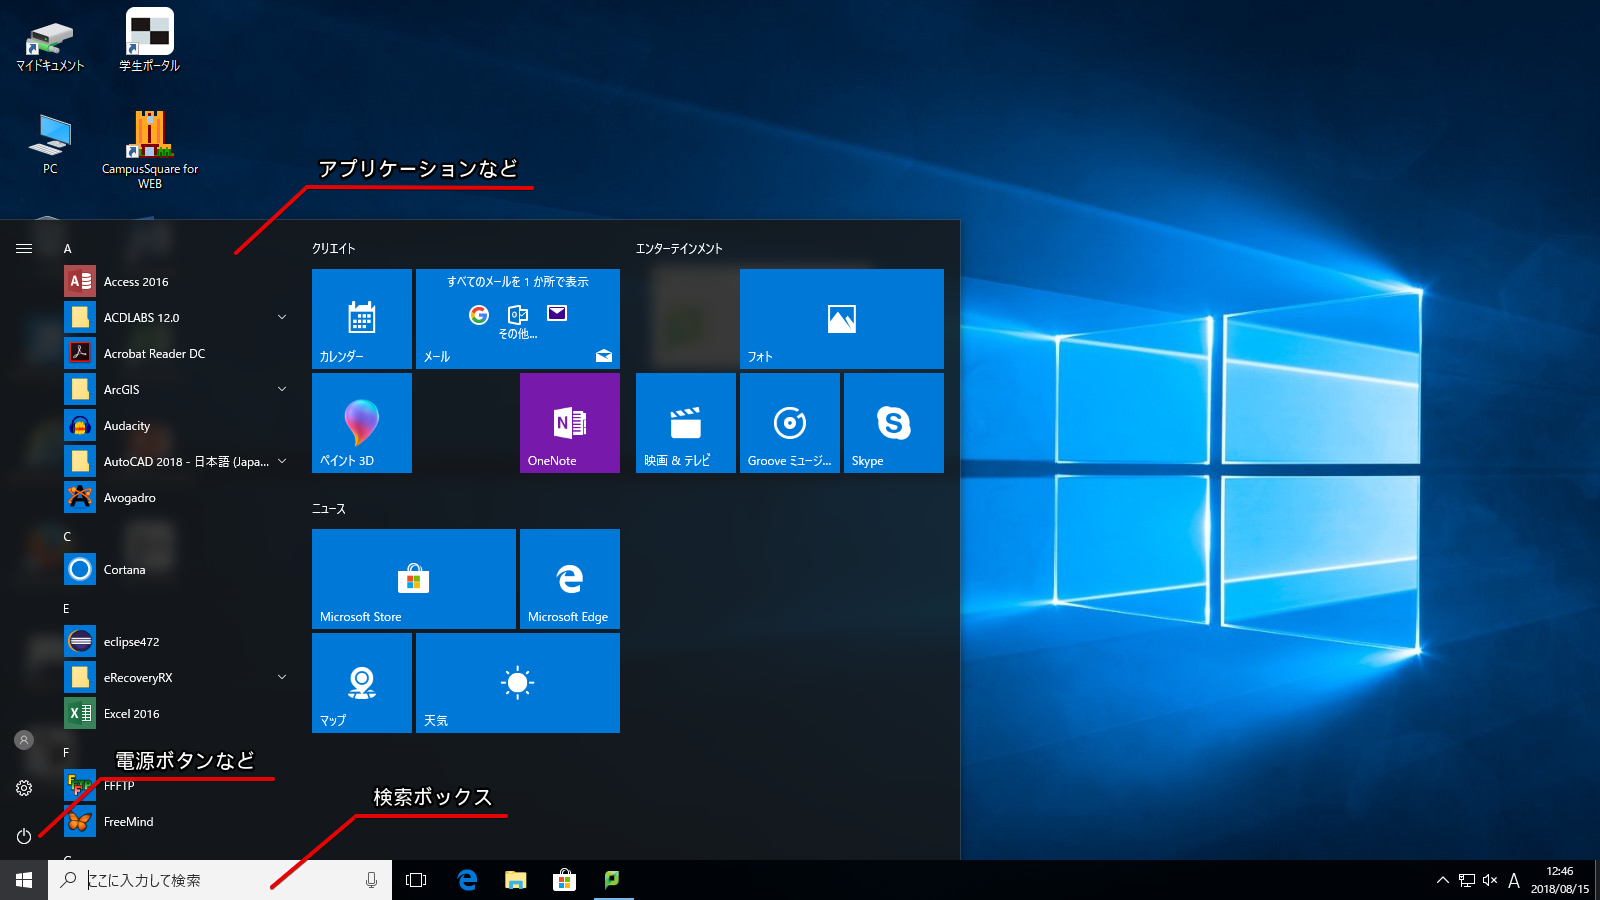 マイドキュメント
学生ポータル
PC
CampusSquare for
WEB
アプリケーションなど
A
Access 2016
ACDLABS 12.0
Acrobat Reader DC
ArcGIS
Audacity
AutoCAD 2018 - 日本語 (Japa...
Avogadro
C
Cortana
E
eclipse472
eRecoveryRX
Excel 2016
F
FFFTP
FreeMind
クリエイト
カレンダー
すべてのメールを 1 か所で表示
その他...
メール
ペイント 3D
OneNote
エンターテインメント
フォト
映画 & テレビ
Groove ミュージ...
Skype
ニュース
Microsoft Store
Microsoft Edge
マップ
天気
電源ボタンなど
検索ボックス
ここに入力して検索
A
12:46
2018/08/15